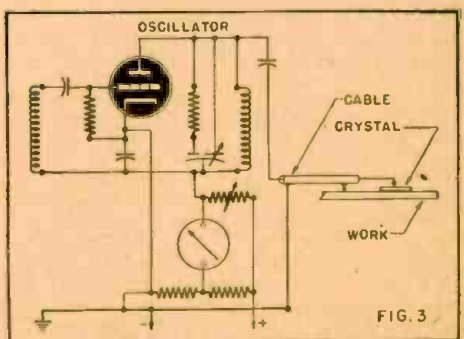 OSCILLATOR
CABLE
CRYSTAL
WORK
- +
FIG. 3